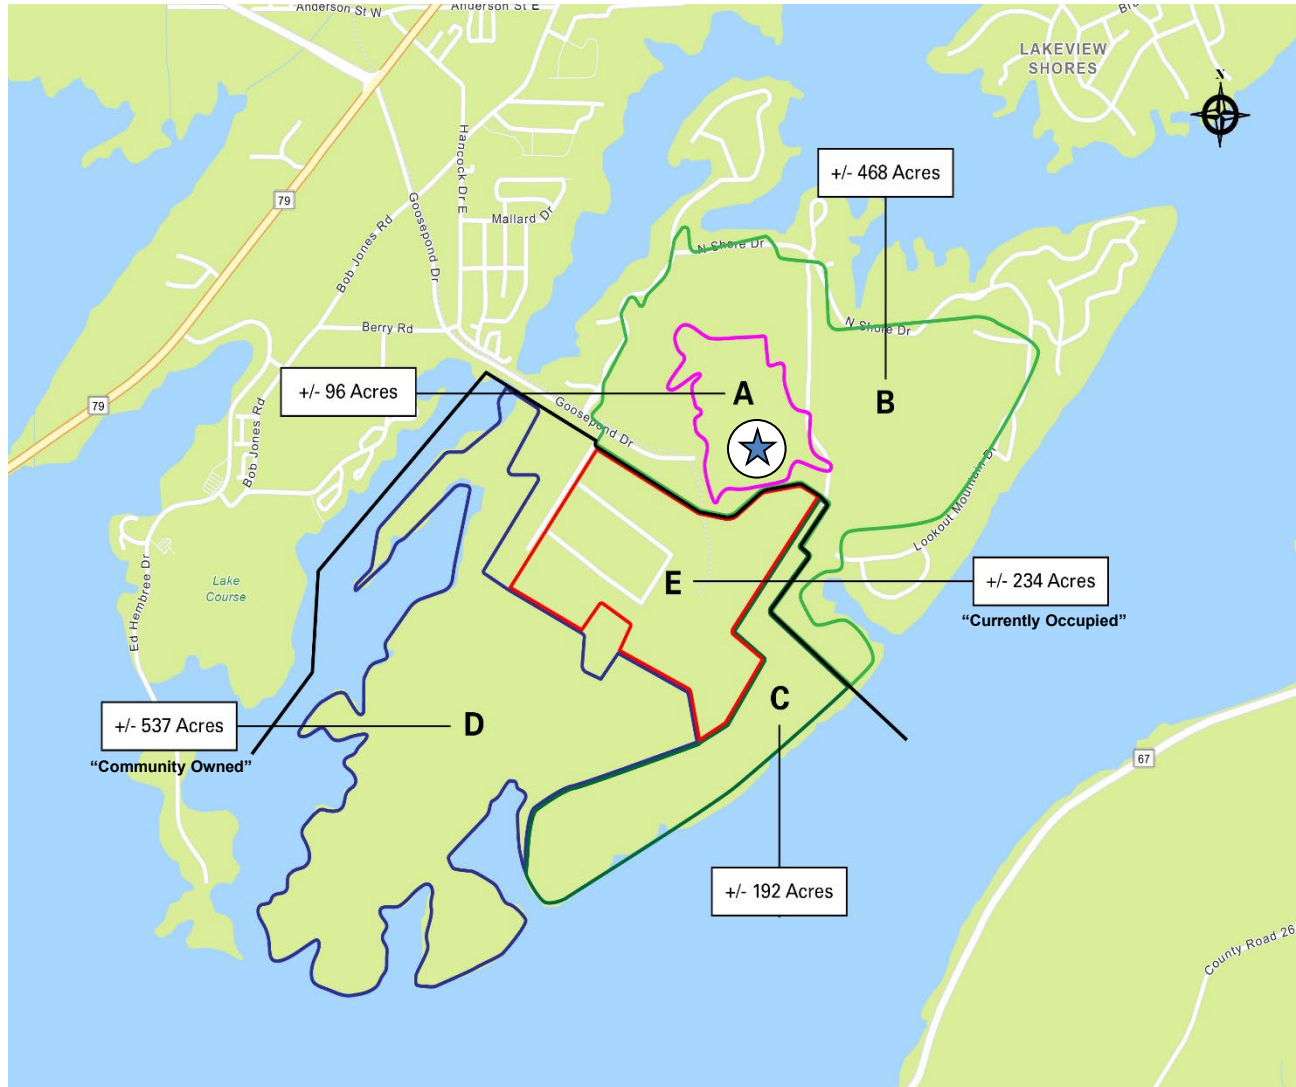 Anderson St W
Anderson St E
LAKEVIEW
SHORES
N
+/- 468 Acres
79
Hancock Dr E
Goosepond Dr
Mallard Dr
Bob Jones Rd
N Shore Dr
Berry Rd
N Shore Dr
+/- 96 Acres
A
B
79
Goosepond Dr
Bob Jones Rd
Lookout Mountain Dr
Lake
Course
Ed Hembree Dr
E
+/- 234 Acres
“Currently Occupied”
C
+/- 537 Acres
D
“Community Owned”
67
+/- 192 Acres
County Road 26